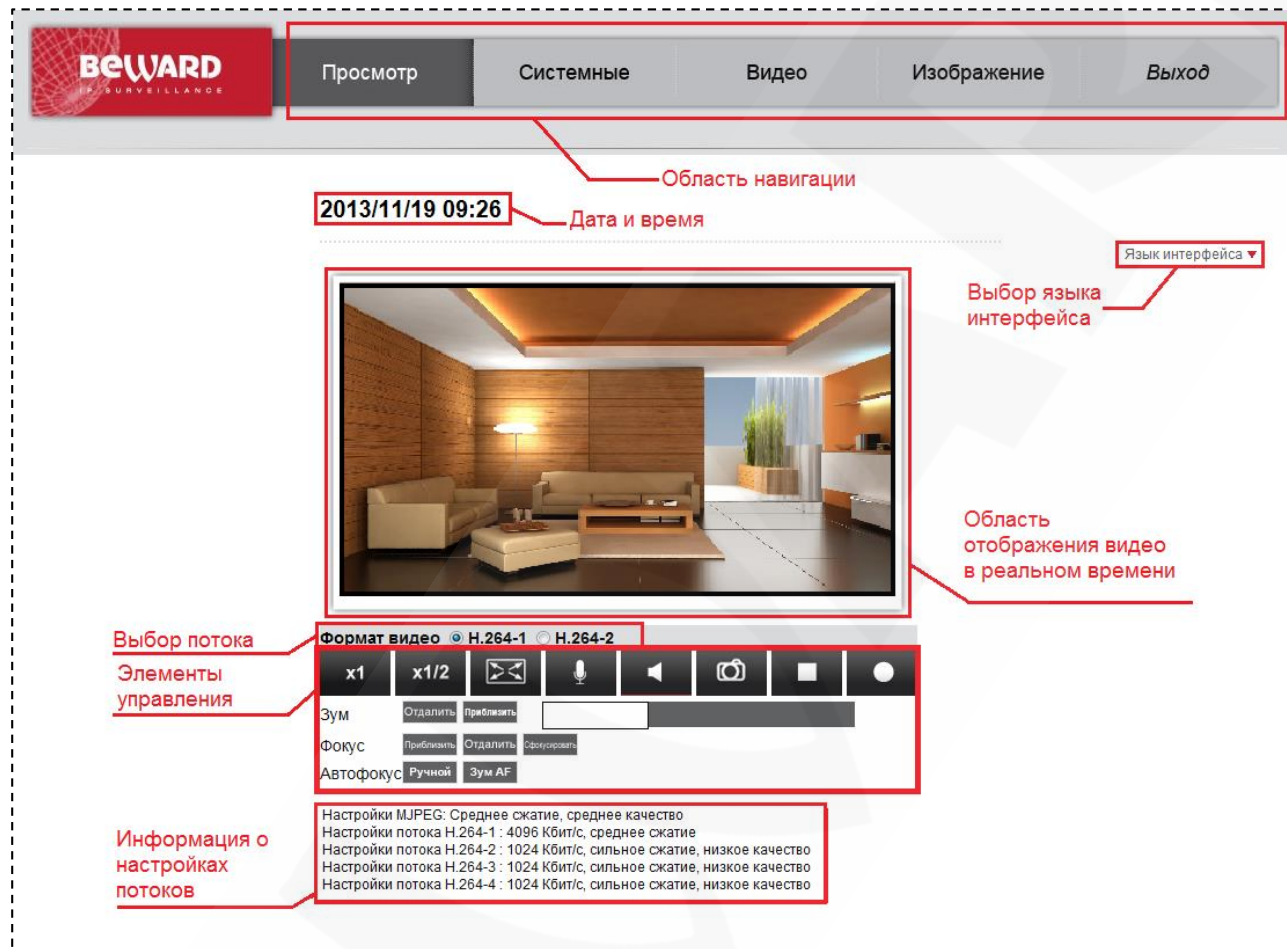 BEWARD
IP SURVEILLANCE
Просмотр
Системные
Видео
Изображение
Выход
Область навигации
2013/11/19 09:26
Дата и время
Язык интерфейса
Выбор языка
интерфейса
Область
отображения видео
в реальном времени
Выбор потока
Формат видео H.264-1 H.264-2
Элементы
управления
x1
x1/2
Зум Отдалить Приблизить
Фокус Приблизить Отдалить Сфокусировать
Автофокус Ручной Зум AF
Информация о
настройках
потоков
Настройки MJPEG: Среднее сжатие, среднее качество
Настройки потока H.264-1 : 4096 Кбит/с, среднее сжатие
Настройки потока H.264-2 : 1024 Кбит/с, сильное сжатие, низкое качество
Настройки потока H.264-3 : 1024 Кбит/с, сильное сжатие, низкое качество
Настройки потока H.264-4 : 1024 Кбит/с, сильное сжатие, низкое качество